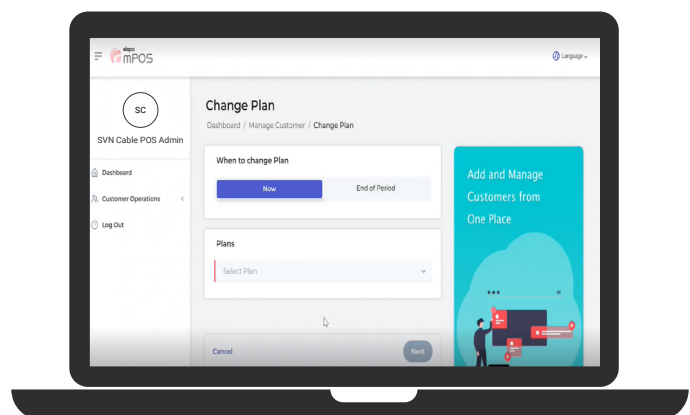 alepo
mPOS
Language
SC
SVN Cable POS Admin
Dashboard
Customer Operations
Log Out
Change Plan
Dashboard / Manage Customer / Change Plan
When to change Plan
Now
End of Period
Plans
Select Plan
Cancel
Next
Add and Manage
Customers from
One Place